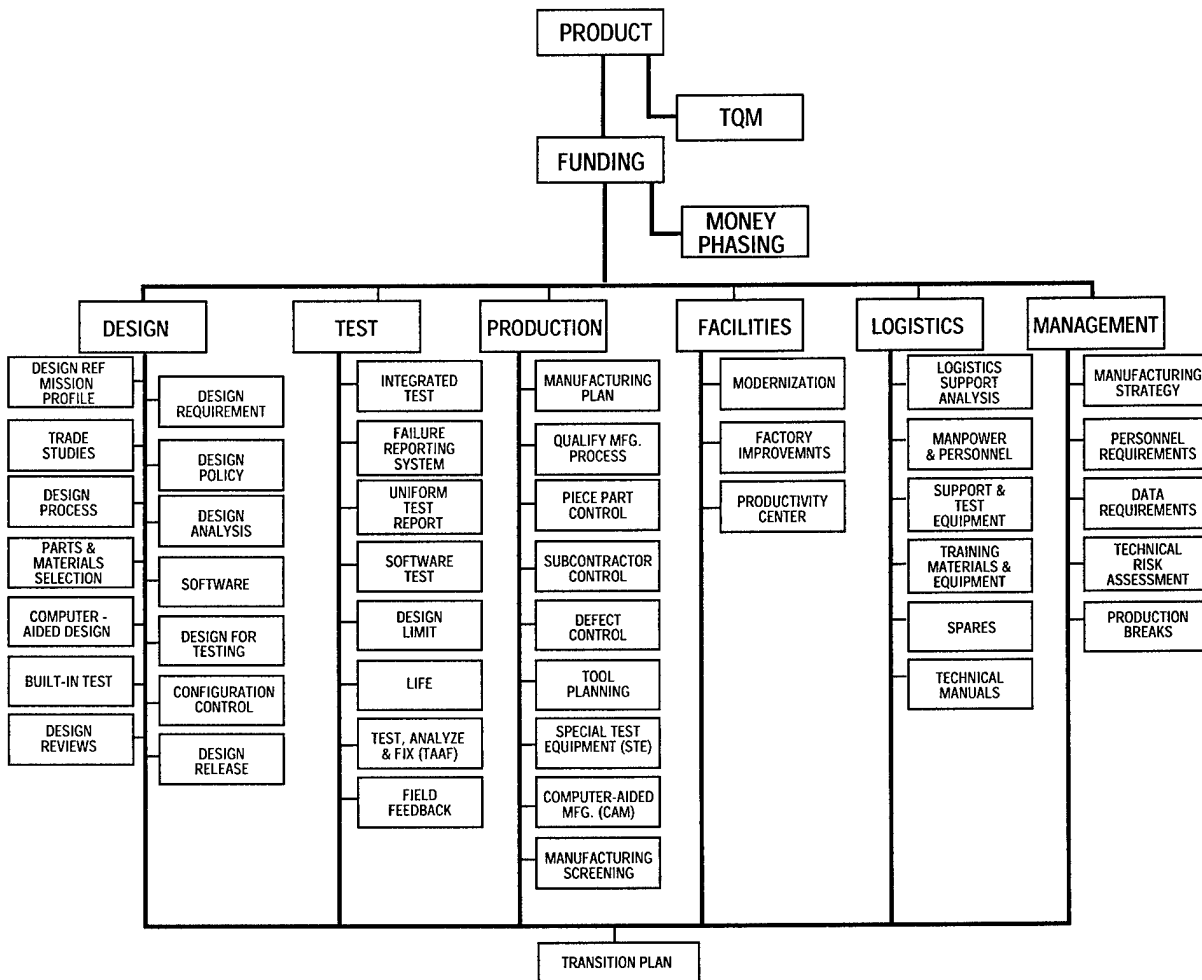 PRODUCT
TQM
FUNDING
MONEY
PHASING
DESIGN
TEST
PRODUCTION
FACILITIES
LOGISTICS
MANAGEMENT
DESIGN REF
MISSION
PROFILE
TRADE
STUDIES
DESIGN
PROCESS
PARTS &
MATERIALS
SELECTION
COMPUTER -
AIDED DESIGN
BUILT-IN TEST
DESIGN
REVIEWS
DESIGN
REQUIREMENT
DESIGN
POLICY
DESIGN
ANALYSIS
SOFTWARE
DESIGN FOR
TESTING
CONFIGURATION
CONTROL
DESIGN
RELEASE
INTEGRATED
TEST
FAILURE
REPORTING
SYSTEM
UNIFORM
TEST
REPORT
SOFTWARE
TEST
DESIGN
LIMIT
LIFE
TEST, ANALYZE
& FIX (TAAF)
FIELD
FEEDBACK
MANUFACTURING
PLAN
QUALIFY MFG.
PROCESS
PIECE PART
CONTROL
SUBCONTRACTOR
CONTROL
DEFECT
CONTROL
TOOL
PLANNING
SPECIAL TEST
EQUIPMENT (STE)
COMPUTER-AIDED
MFG. (CAM)
MANUFACTURING
SCREENING
MODERNIZATION
FACTORY
IMPROVEMNTS
PRODUCTIVITY
CENTER
LOGISTICS
SUPPORT
ANALYSIS
MANPOWER
& PERSONNEL
SUPPORT &
TEST
EQUIPMENT
TRAINING
MATERIALS &
EQUIPMENT
SPARES
TECHNICAL
MANUALS
MANUFACTURING
STRATEGY
PERSONNEL
REQUIREMENTS
DATA
REQUIREMENTS
TECHNICAL
RISK
ASSESSMENT
PRODUCTION
BREAKS
TRANSITION PLAN